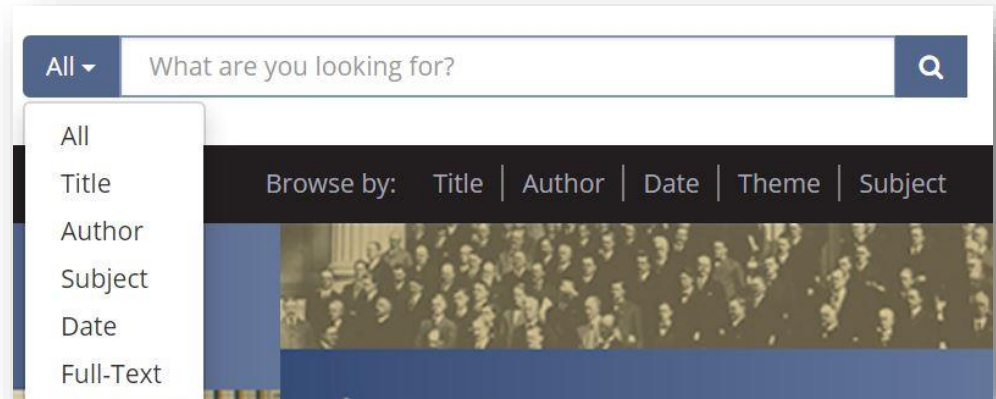 All What are you looking for?
All
Title
Author
Subject
Date
Full-Text
Browse by: Title | Author | Date | Theme | Subject